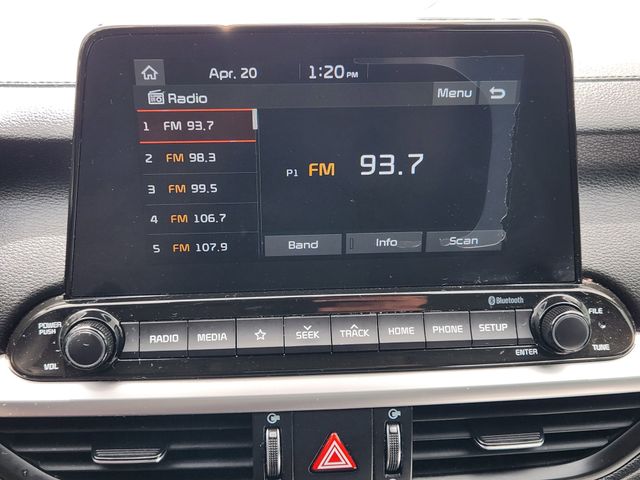 Apr. 20 1:20 PM
Radio Menu
1 FM 93.7
2 FM 98.3
3 FM 99.5
4 FM 106.7
5 FM 107.9
P1 FM 93.7
Band Info Scan
Bluetooth
POWER
PUSH
VOL
RADIO MEDIA SEEK TRACK HOME PHONE SETUP
FILE
ENTER TUNE